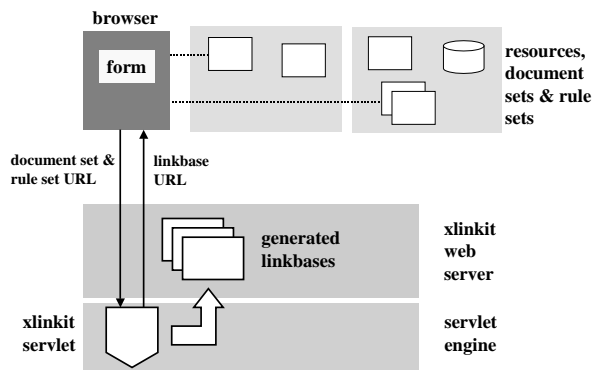 browser
form
resources,
document
sets & rule
sets
document set &
rule set URL
linkbase
URL
generated
linkbases
xlinkit
web
server
xlinkit
servlet
servlet
engine